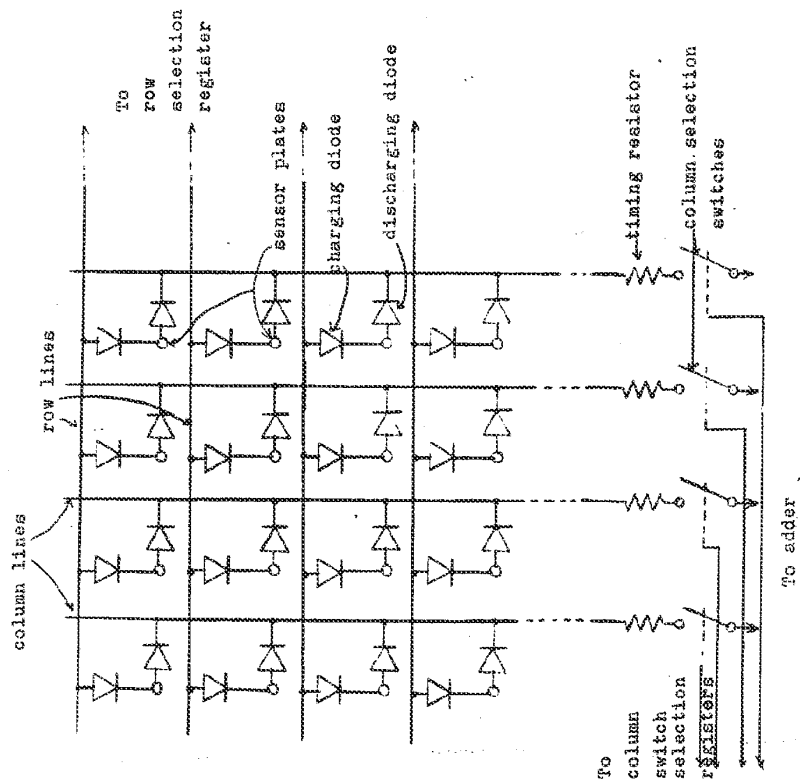 To
row
selection
register
row lines
column lines
sensor plates
charging diode
discharging diode
timing resistor
column selection
switches
To
column
switch
selection
registers
To adder